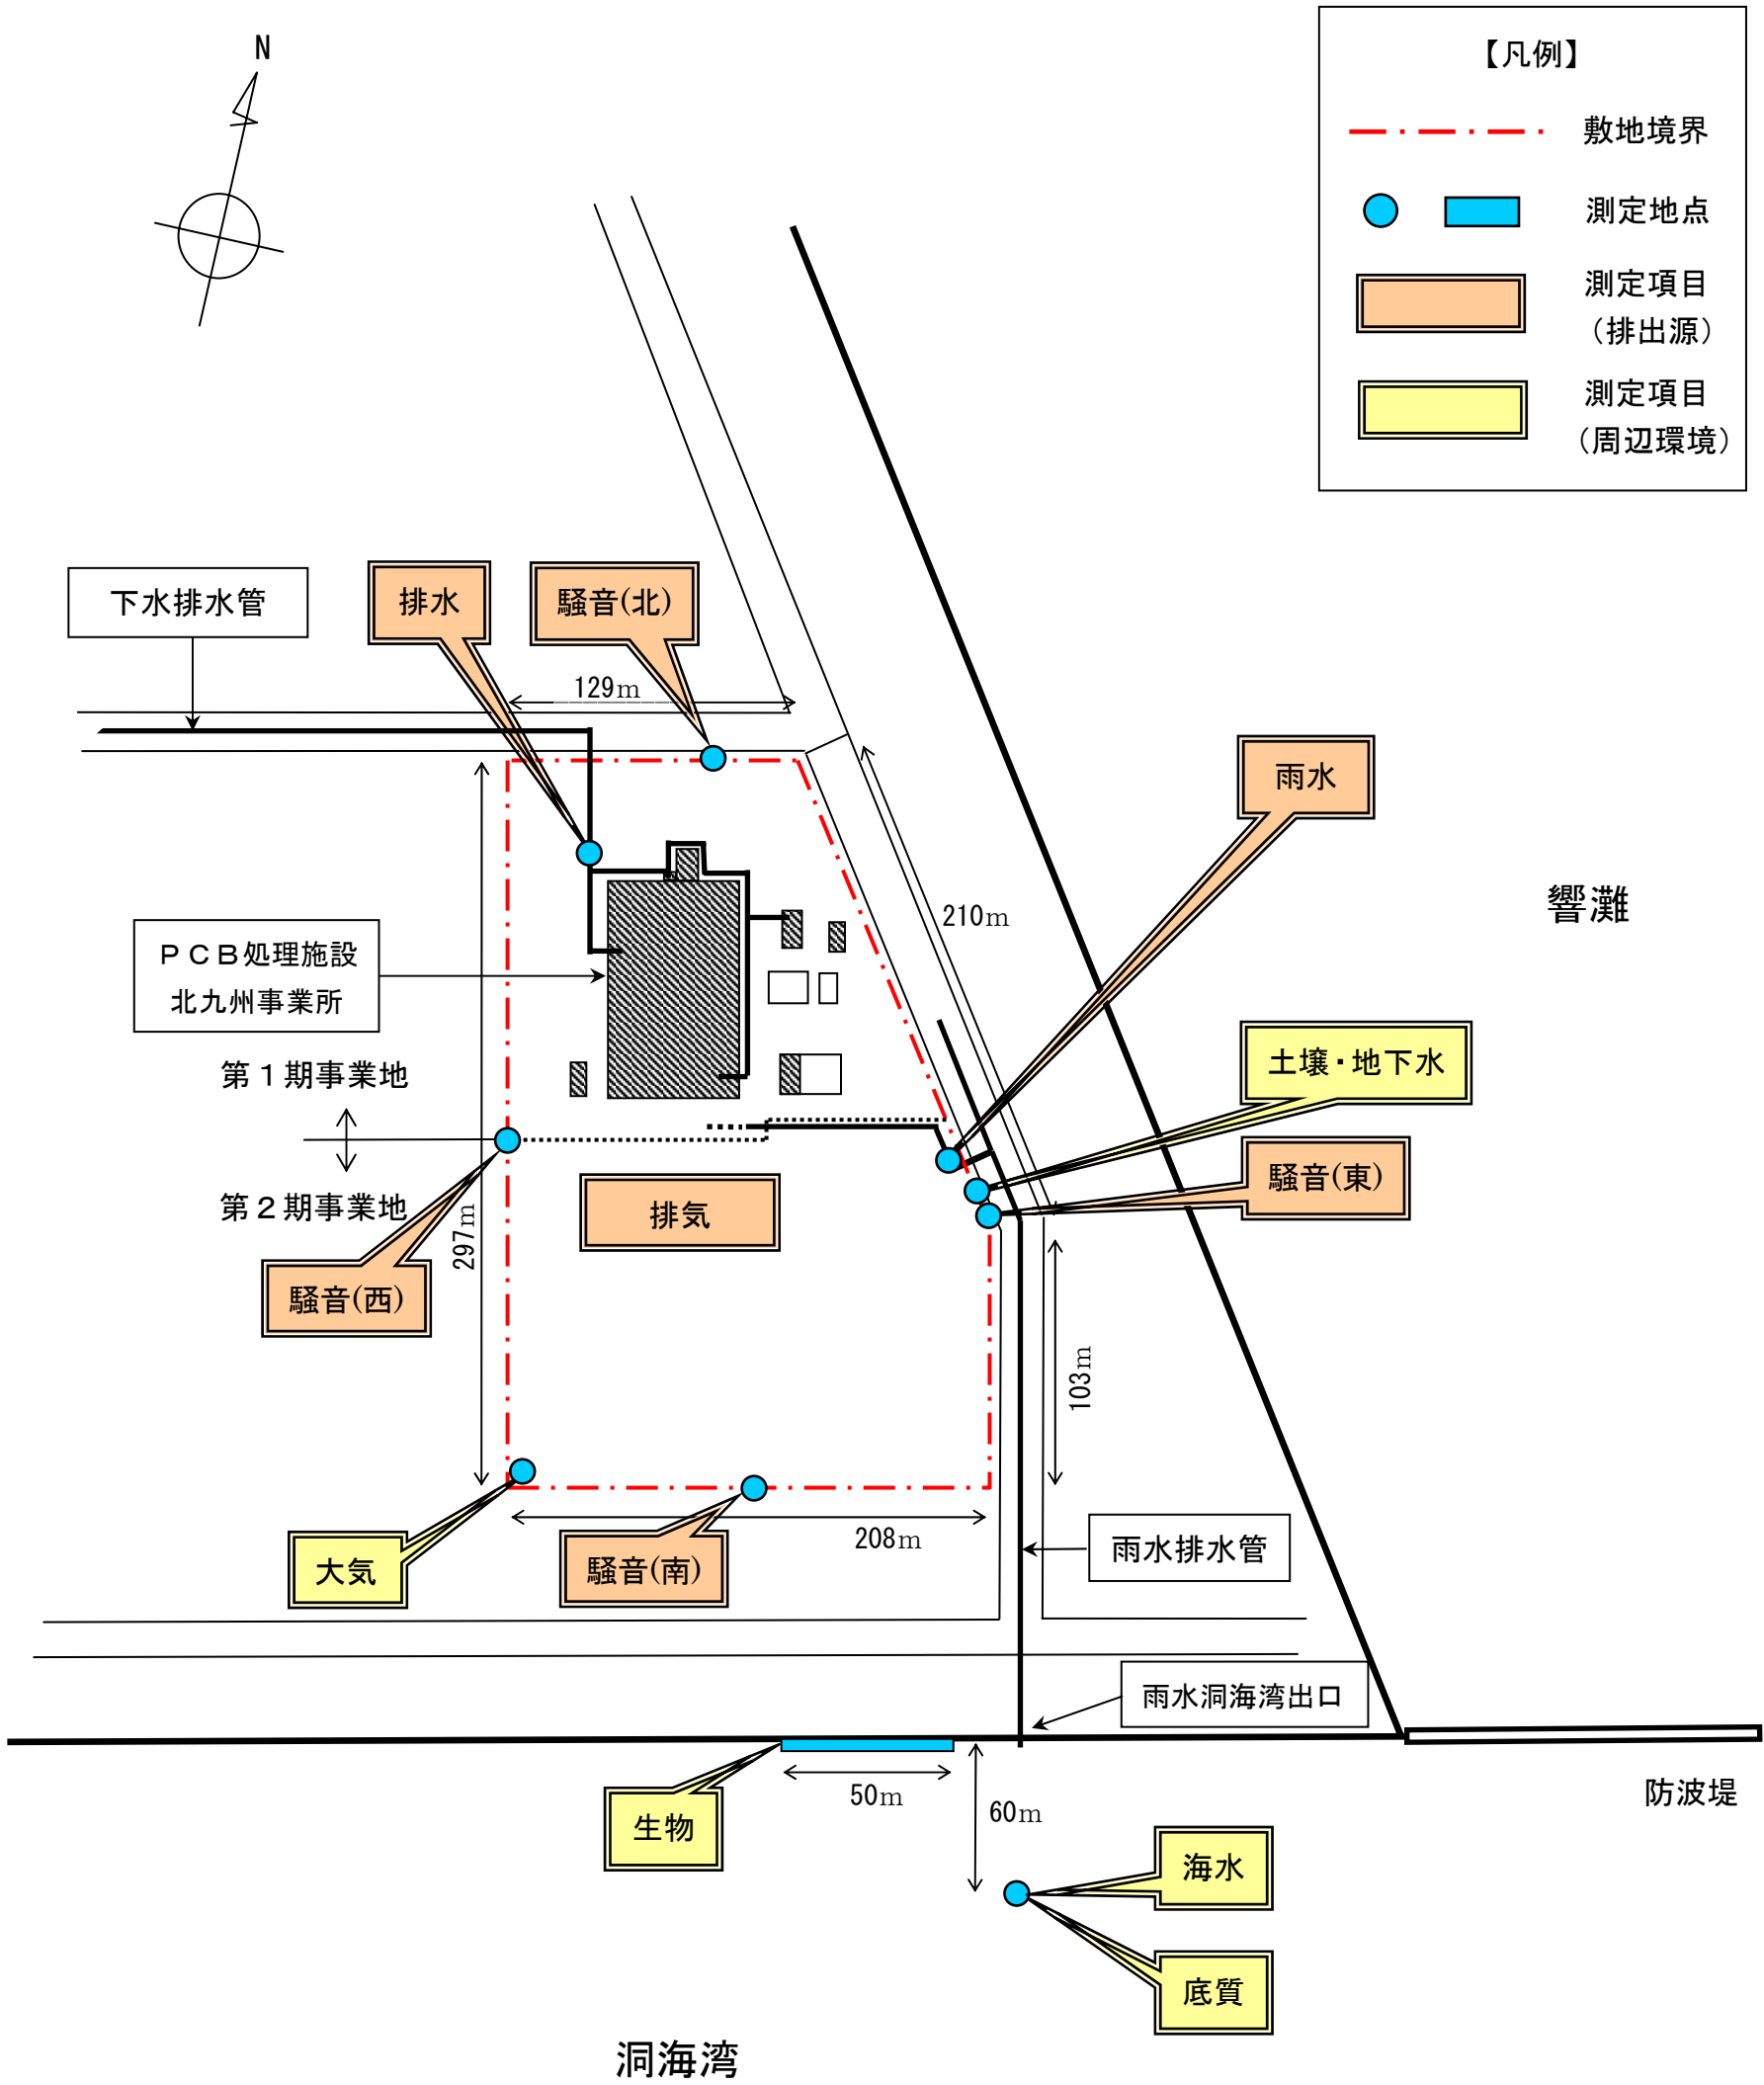 N
【凡例】
敷地境界
測定地点
測定項目
（排出源）
測定項目
（周辺環境）
下水排水管
排水
騒音(北)
129m
雨水
210m
響灘
ＰＣＢ処理施設
北九州事業所
土壌・地下水
第１期事業地
騒音(東)
第２期事業地
排気
297m
騒音(西)
103m
208m
雨水排水管
大気
騒音(南)
雨水洞海湾出口
50m
60m
防波堤
生物
海水
底質
洞海湾